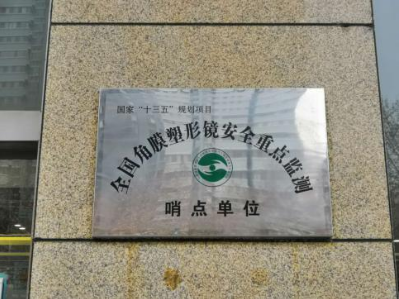 国家“十三五”规划项目
全国角膜塑形镜安全重点监测
哨点单位